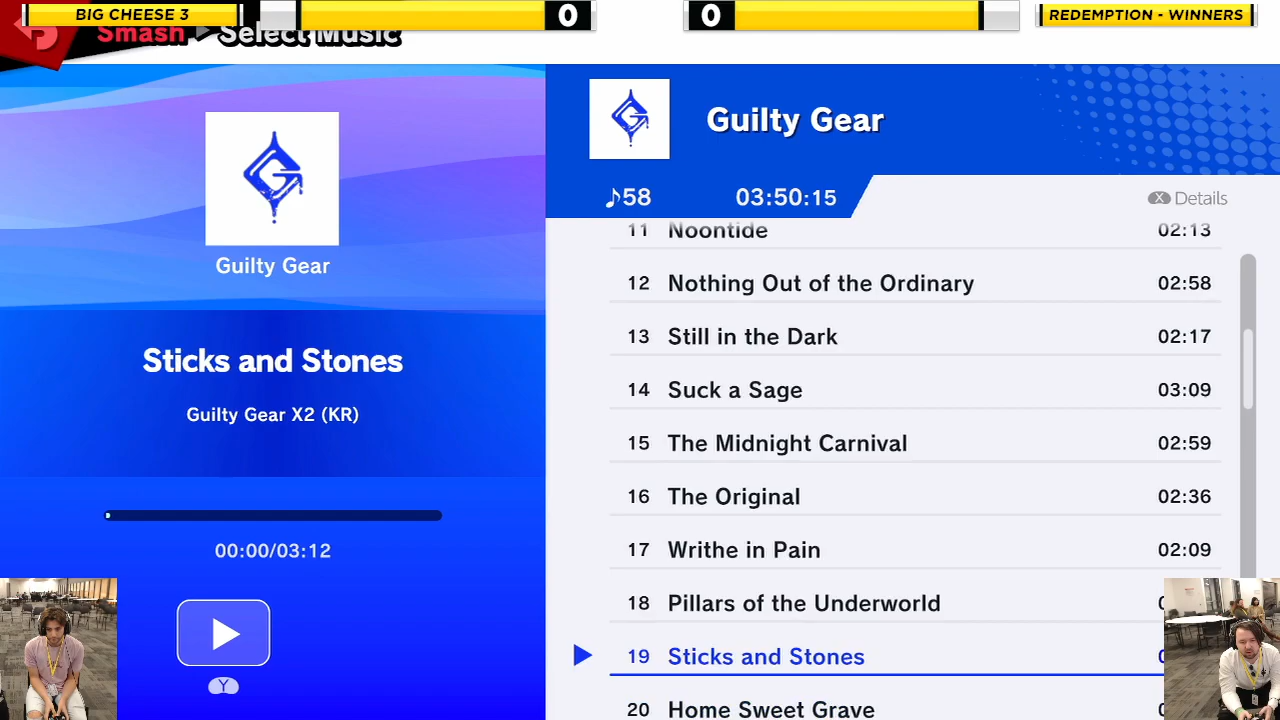 BIG CHEESE 3
0
0
REDEMPTION - WINNERS
Smash Select Music
Guilty Gear
Guilty Gear
♪58 03:50:15
X Details
Sticks and Stones
Guilty Gear X2 (KR)
00:00/03:12
Y
11 Noontide 02:13
12 Nothing Out of the Ordinary 02:58
13 Still in the Dark 02:17
14 Suck a Sage 03:09
15 The Midnight Carnival 02:59
16 The Original 02:36
17 Writhe in Pain 02:09
18 Pillars of the Underworld
19 Sticks and Stones
20 Home Sweet Grave